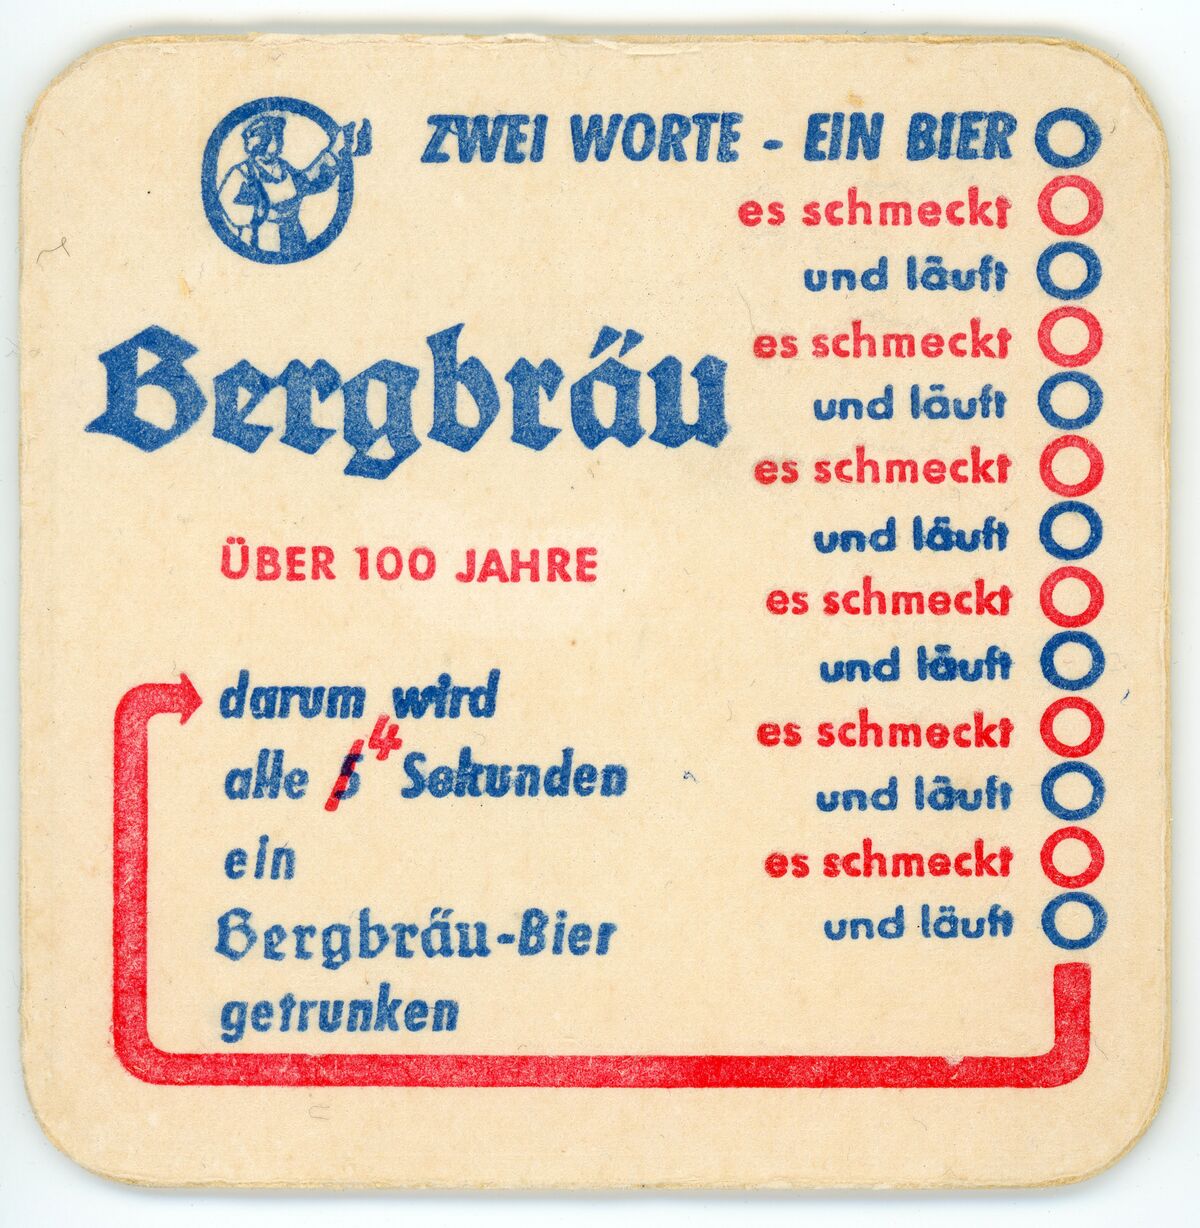 ZWEI WORTE - EIN BIER
es schmeckt
und läuft
es schmeckt
und läuft
Bergbräu
es schmeckt
und läuft
ÜBER 100 JAHRE
es schmeckt
und läuft
es schmeckt
und läuft
es schmeckt
und läuft
darum wird
alle 5 4 Sekunden
ein
Bergbräu-Bier
getrunken